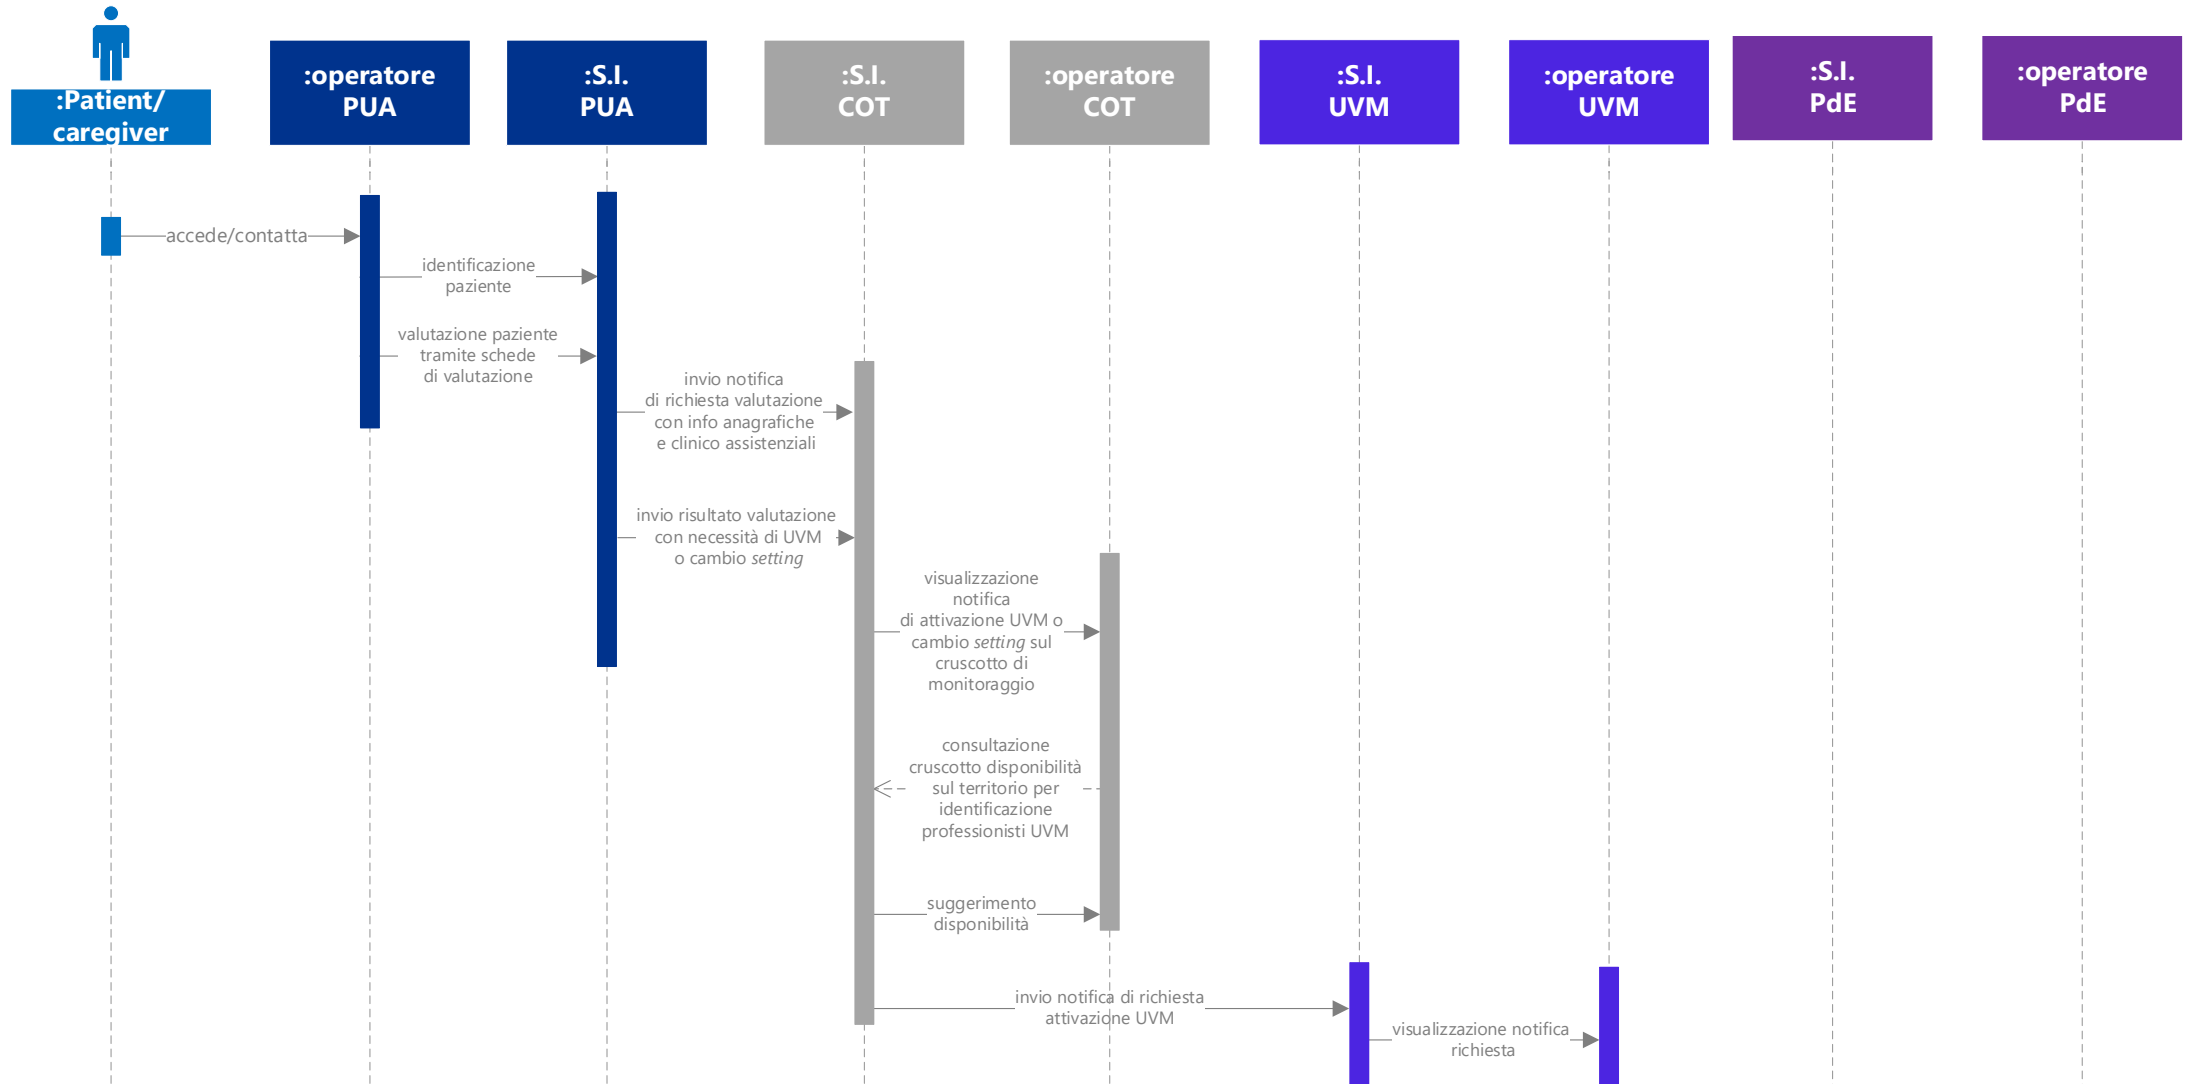 :Patient/
caregiver
:operatore
PUA
:S.I.
PUA
:S.I.
COT
:operatore
COT
:S.I.
UVM
:operatore
UVM
:S.I.
PdE
:operatore
PdE
accede/contatta
identificazione
paziente
valutazione paziente
tramite schede
di valutazione
invio notifica
di richiesta valutazione
con info anagrafiche
e clinico assistenziali
invio risultato valutazione
con necessità di UVM
o cambio setting
visualizzazione
notifica
di attivazione UVM o
cambio setting sul
cruscotto di
monitoraggio
consultazione
cruscotto disponibilità
sul territorio per
identificazione
professionisti UVM
suggerimento
disponibilità
invio notifica di richiesta
attivazione UVM
visualizzazione notifica
richiesta